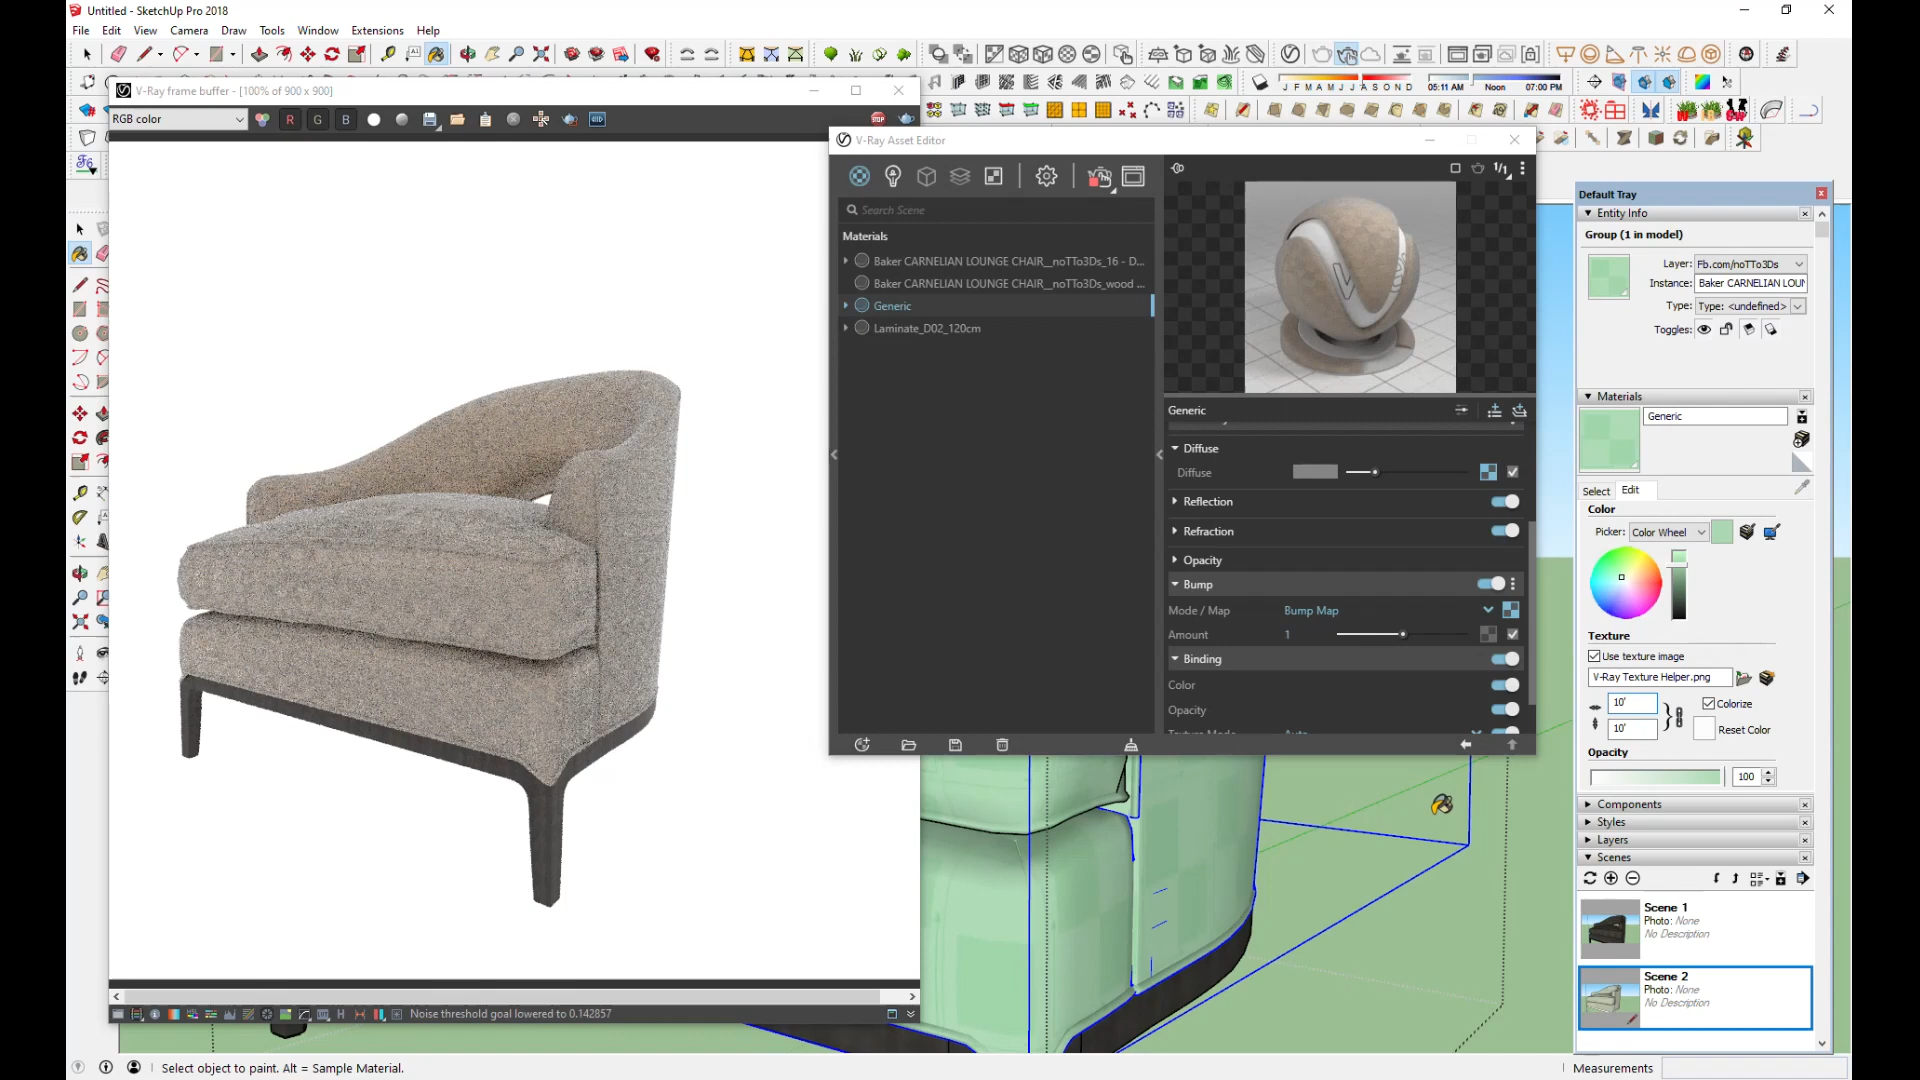 Untitled - SketchUp Pro 2018
File Edit View Camera Draw Tools Window Extensions Help
V-Ray frame buffer - [100% of 900 x 900]
J F M A M J J A S O N D 05:11 AM Noon 07:00 PM
RGB color R G B
V-Ray Asset Editor
Search Scene
1/1
Materials
Baker CARNELIAN LOUNGE CHAIR_noTTo3Ds_16 - D...
Baker CARNELIAN LOUNGE CHAIR_noTTo3Ds_wood ...
Generic
Laminate_D02_120cm
Generic
Diffuse
Diffuse
Reflection
Refraction
Opacity
Bump
Mode / Map Bump Map
Amount 1
Binding
Color
Opacity
Texture Mode Auto
Default Tray
Entity Info
Group (1 in model)
Layer: Fb.com/noTTo3Ds
Instance: Baker CARNELIAN LOUN
Type: Type: <undefined>
Toggles:
Materials
Generic
Select Edit
Color
Picker: Color Wheel
Texture
Use texture image
V-Ray Texture Helper.png
10' Colorize
10' Reset Color
Opacity
100
Components
Styles
Layers
Scenes
Scene 1
Photo: None
No Description
Scene 2
Photo: None
No Description
Noise threshold goal lowered to 0.142857
Select object to paint. Alt = Sample Material.
Measurements